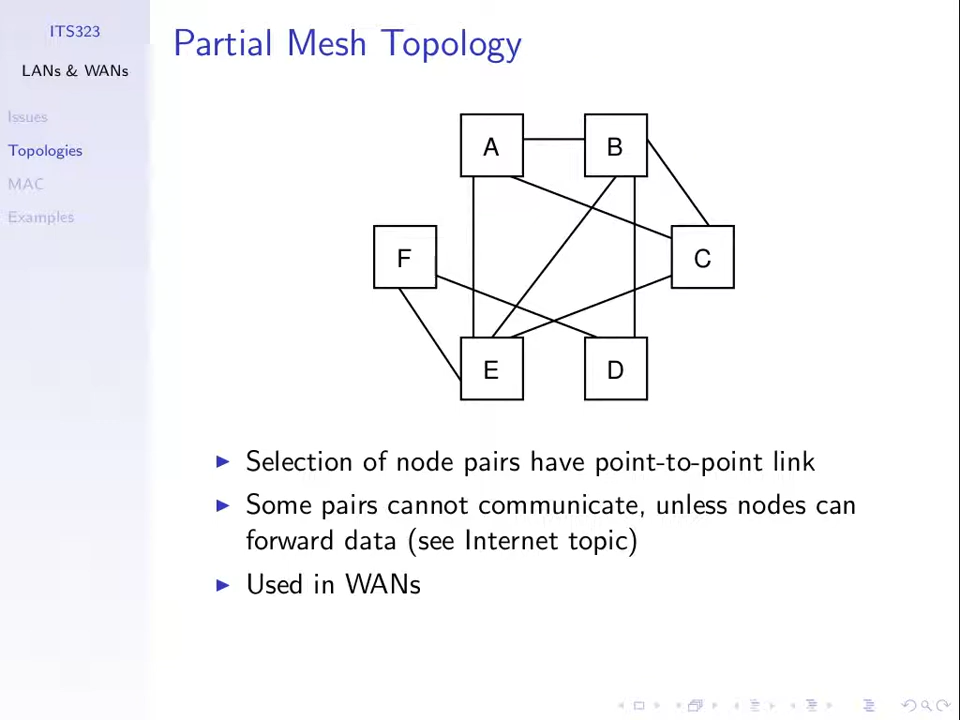 ITS323
LANs & WANs
Issues
Topologies
MAC
Examples
Partial Mesh Topology
A
B
F
C
E
D
Selection of node pairs have point-to-point link
Some pairs cannot communicate, unless nodes can
forward data (see Internet topic)
Used in WANs